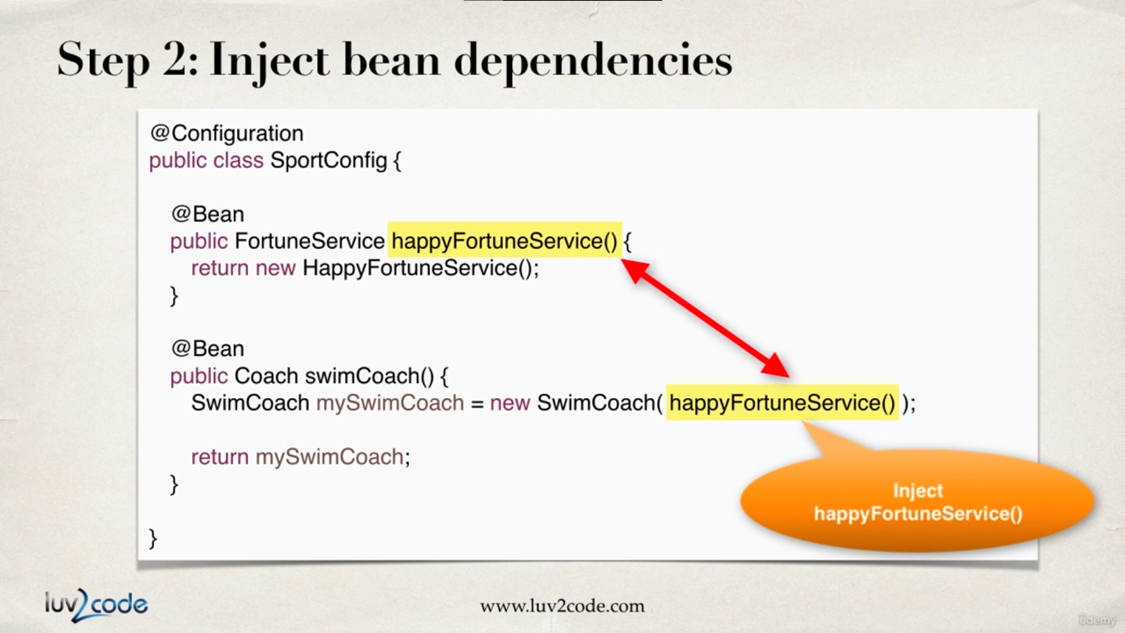 Step 2: Inject bean dependencies
@Configuration
public class SportConfig {
@Bean
public FortuneService happyFortuneService() {
return new HappyFortuneService();
}
@Bean
public Coach swimCoach() {
SwimCoach mySwimCoach = new SwimCoach( happyFortuneService() );
return mySwimCoach;
}
}
Inject
happyFortuneService()
luv2code
www.luv2code.com
ûdemy